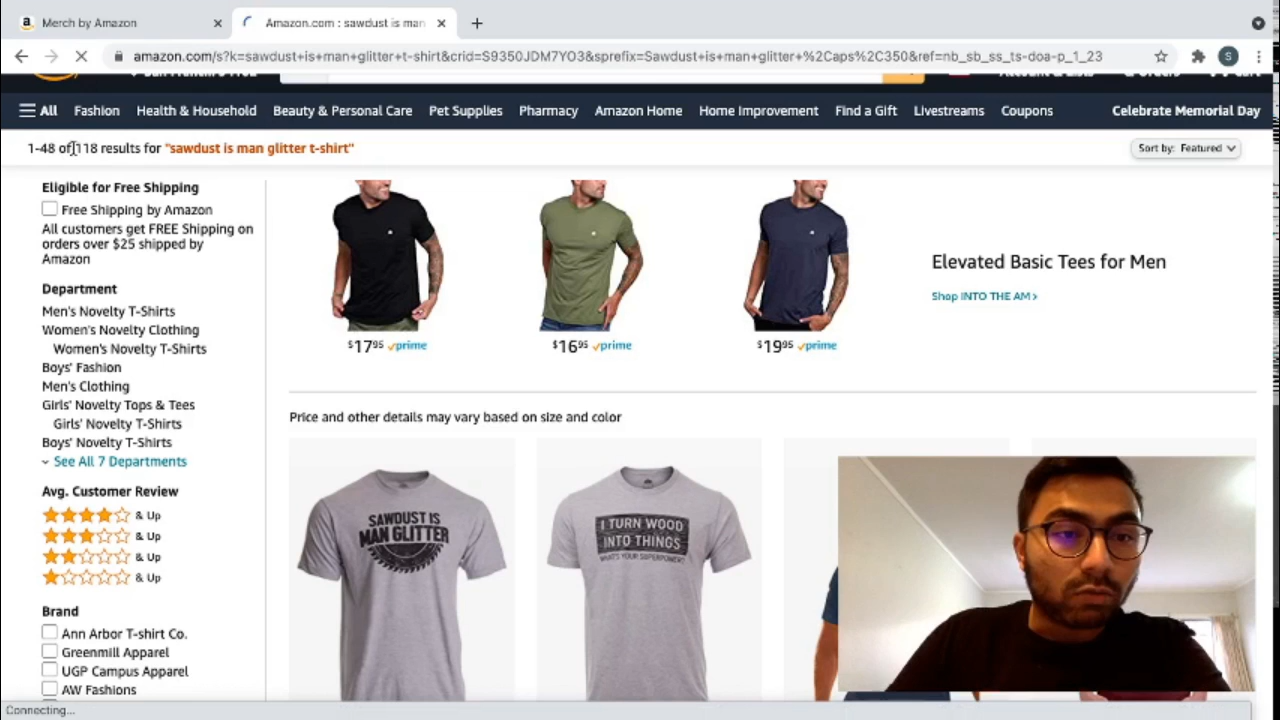 Merch by Amazon
Amazon.com : sawdust is man
amazon.com/s?k=sawdust+is+man+glitter+t-shirt&crid=S9350JDM7YO3&sprefix=Sawdust+is+man+glitter+%2Caps%2C350&ref=nb_sb_ss_ts-doa-p_1_23
S
All
Fashion
Health & Household
Beauty & Personal Care
Pet Supplies
Pharmacy
Amazon Home
Home Improvement
Find a Gift
Livestreams
Coupons
Celebrate Memorial Day
1-48 of 118 results for "sawdust is man glitter t-shirt"
Sort by: Featured
Eligible for Free Shipping
Free Shipping by Amazon
All customers get FREE Shipping on
orders over $25 shipped by
Amazon
Department
Men's Novelty T-Shirts
Women's Novelty Clothing
Women's Novelty T-Shirts
Boys' Fashion
Men's Clothing
Girls' Novelty Tops & Tees
Girls' Novelty T-Shirts
Boys' Novelty T-Shirts
See All 7 Departments
Avg. Customer Review
& Up
& Up
& Up
& Up
Brand
Ann Arbor T-shirt Co.
Greenmill Apparel
UGP Campus Apparel
AW Fashions
$1795 prime
$1695 prime
$1995 prime
Elevated Basic Tees for Men
Shop INTO THE AM >
Price and other details may vary based on size and color
SAWDUST IS
MAN GLITTER
I TURN WOOD
INTO THINGS
WHAT'S YOUR SUPERPOWER?
Connecting...